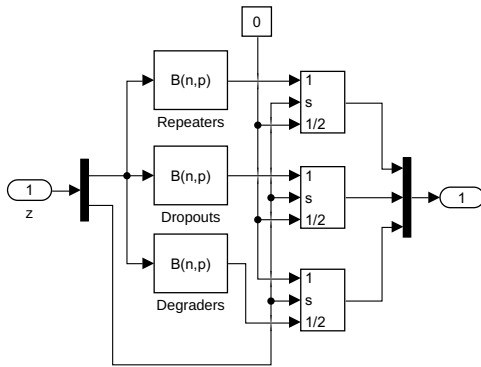 0
B(n,p)
Repeaters
1
s
1/2
B(n,p)
Dropouts
1
s
1/2
1
z
1
B(n,p)
Degraders
1
s
1/2